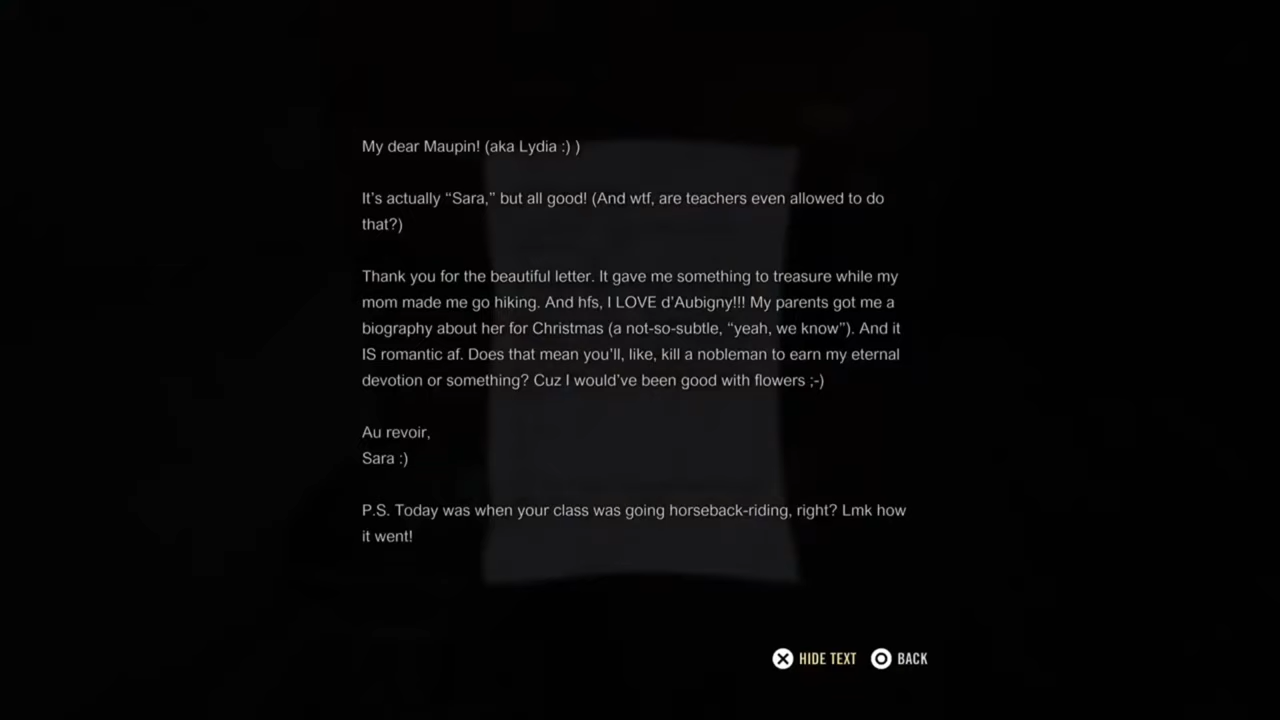 My dear Maupin! (aka Lydia :) )
It's actually “Sara,” but all good! (And wtf, are teachers even allowed to do
that?)
Thank you for the beautiful letter. It gave me something to treasure while my
mom made me go hiking. And hfs, I LOVE d'Aubigny!!! My parents got me a
biography about her for Christmas (a not-so-subtle, “yeah, we know”). And it
IS romantic af. Does that mean you'll, like, kill a nobleman to earn my eternal
devotion or something? Cuz I would've been good with flowers ;-)
Au revoir,
Sara :)
P.S. Today was when your class was going horseback-riding, right? Lmk how
it went!
HIDE TEXT BACK